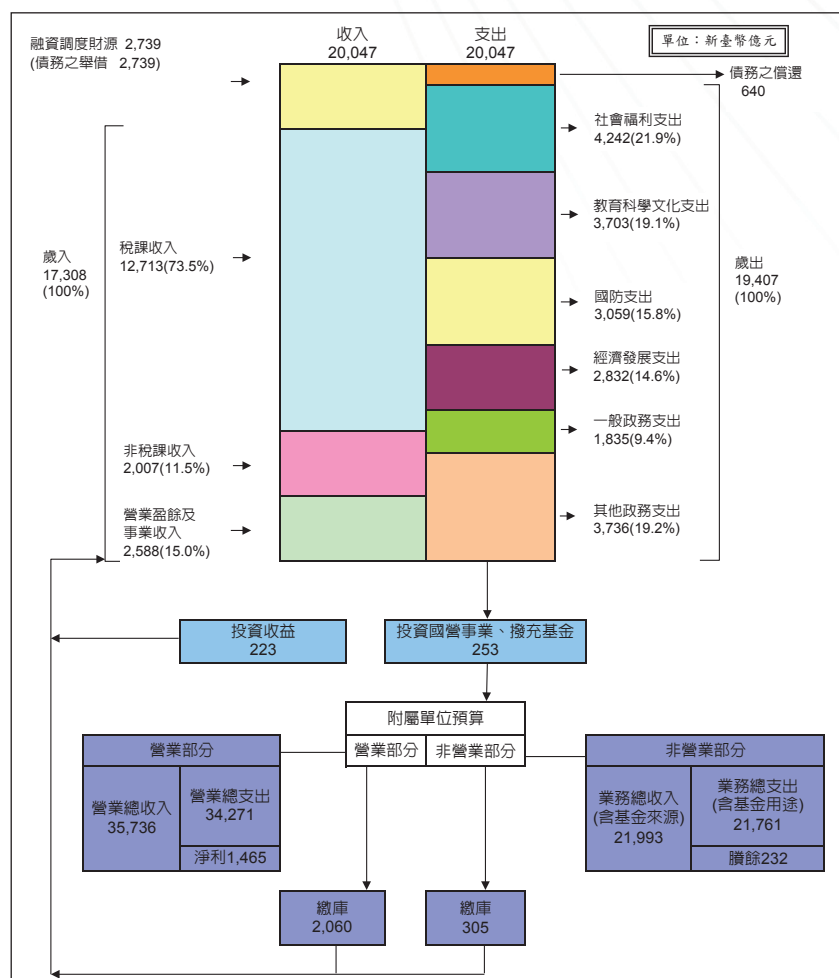 收入
20,047
支出
20,047
單位：新臺幣億元
融資調度財源 2,739
(債務之舉借 2,739)
債務之償還
640
歲入
17,308
(100%)
稅課收入
12,713(73.5%)
非稅課收入
2,007(11.5%)
營業盈餘及
事業收入
2,588(15.0%)
社會福利支出
4,242(21.9%)
教育科學文化支出
3,703(19.1%)
國防支出
3,059(15.8%)
經濟發展支出
2,832(14.6%)
一般政務支出
1,835(9.4%)
其他政務支出
3,736(19.2%)
歲出
19,407
(100%)
投資收益
223
投資國營事業、撥充基金
253
附屬單位預算
營業部分
非營業部分
營業部分
營業總收入
35,736
營業總支出
34,271
淨利1,465
非營業部分
業務總收入
(含基金來源)
21,993
業務總支出
(含基金用途)
21,761
賸餘232
繳庫
2,060
繳庫
305